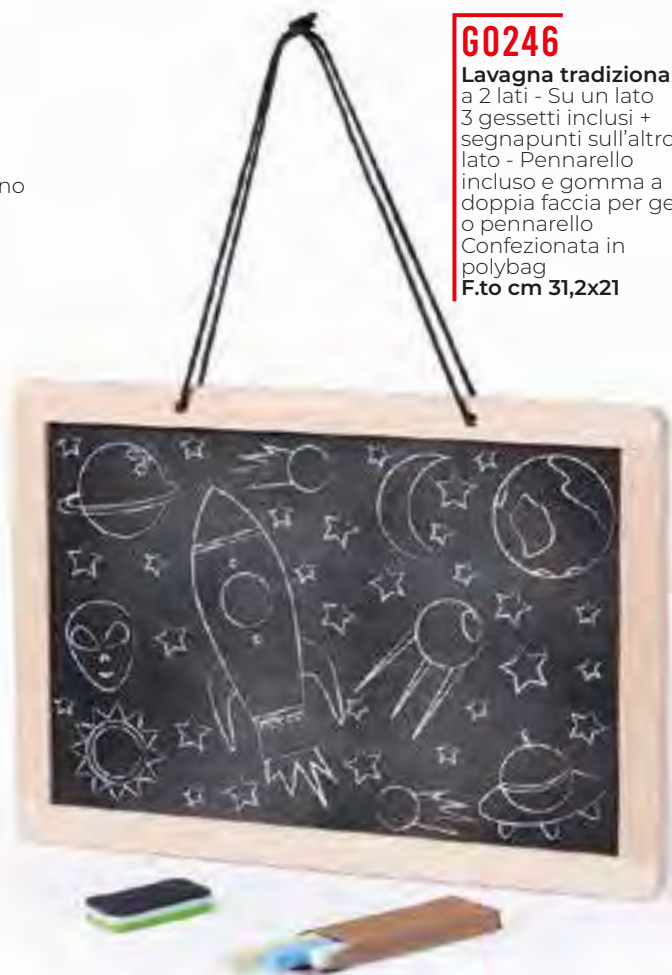 G0246
Lavagna tradiziona
a 2 lati - Su un lato
3 gessetti inclusi +
segnapunti sull'altro
lato - Pennarello
incluso e gomma a
doppia faccia per ge
o pennarello
Confezionata in
polybag
F.to cm 31,2x21
no